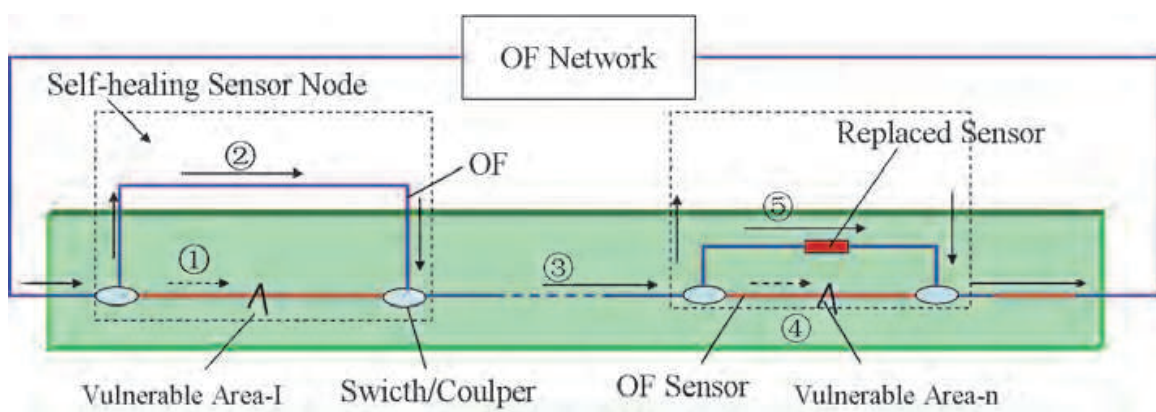 OF Network
Self-healing Sensor Node
Replaced Sensor
②
OF
⑤
①
③
④
Vulnerable Area-I
Swicth/Coulper
OF Sensor
Vulnerable Area-n